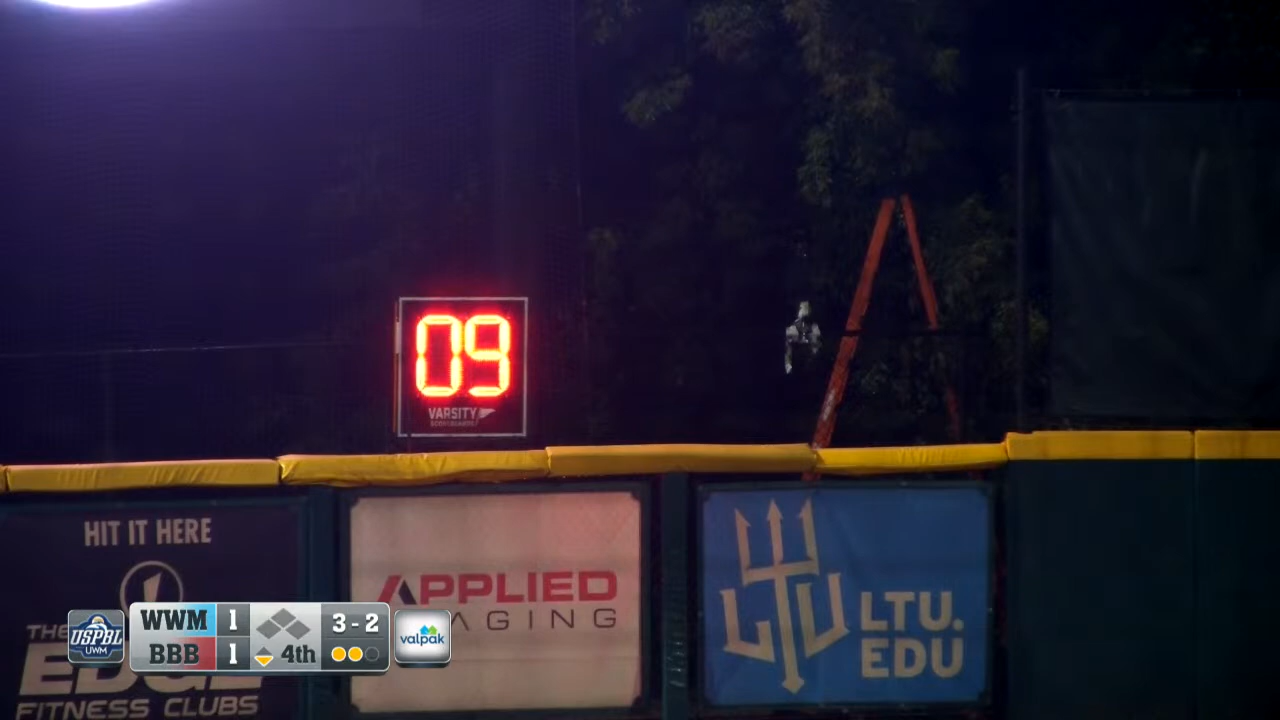 09
VARSITY
HIT IT HERE
APPLIED
AGING
LTU
LTU.
EDU
THE
EDGE
FITNESS CLUBS
USPBL
UWM
WWM 1
BBB 1
4th
3 - 2
valpak